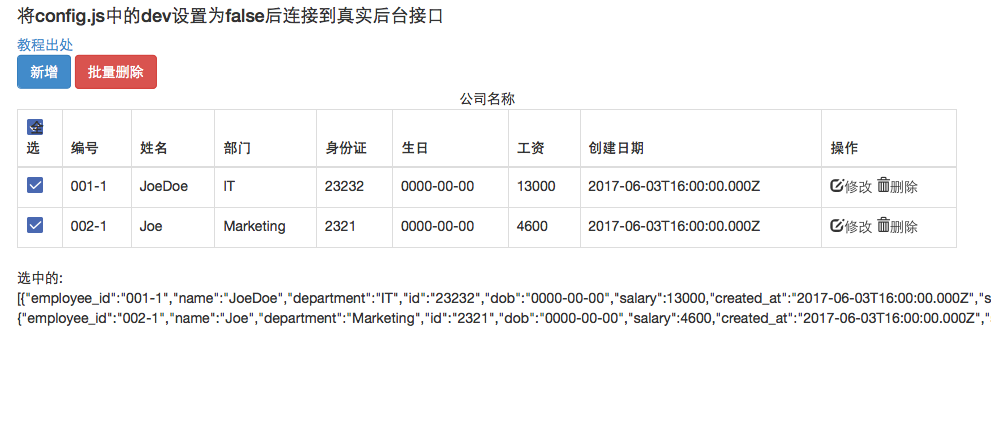 将config.js中的dev设置为false后连接到真实后台接口
教程出处
新增 批量删除
公司名称
全选 编号 姓名 部门 身份证 生日 工资 创建日期 操作
001-1 JoeDoe IT 23232 0000-00-00 13000 2017-06-03T16:00:00.000Z 修改 删除
002-1 Joe Marketing 2321 0000-00-00 4600 2017-06-03T16:00:00.000Z 修改 删除
选中的:
[{"employee_id":"001-1","name":"JoeDoe","department":"IT","id":"23232","dob":"0000-00-00","salary":13000,"created_at":"2017-06-03T16:00:00.000Z","s
{"employee_id":"002-1","name":"Joe","department":"Marketing","id":"2321","dob":"0000-00-00","salary":4600,"created_at":"2017-06-03T16:00:00.000Z","